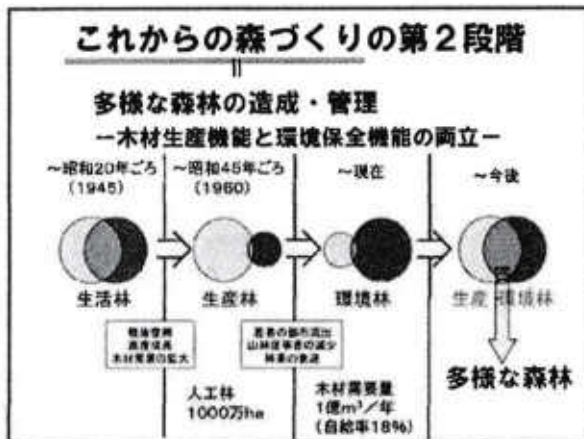 これからの森づくりの第2段階
多様な森林の造成・管理
－木材生産機能と環境保全機能の両立－
～昭和20年ごろ
(1945)
～昭和45年ごろ
(1960)
～現在
～今後
生活林
生産林
環境林
生産・環境林
戦後復興
高度成長
木材需要の拡大
若者の都市流出
山林従事者の減少
林業の衰退
人工林
1000万ha
木材需要量
1億m³／年
(自給率18%)
多様な森林